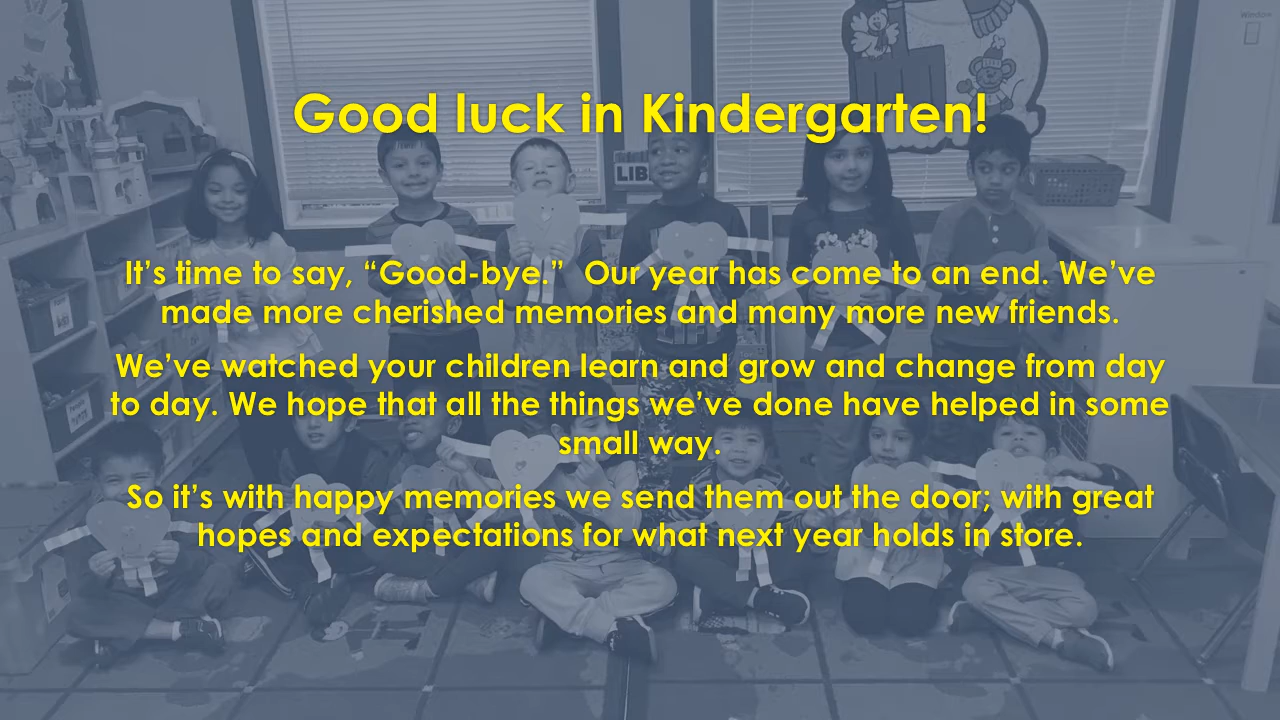 Window
Good luck in Kindergarten!
LIB
It’s time to say, “Good-bye.”  Our year has come to an end. We’ve
made more cherished memories and many more new friends.
We’ve watched your children learn and grow and change from day
to day. We hope that all the things we’ve done have helped in some
small way.
So it’s with happy memories we send them out the door; with great
hopes and expectations for what next year holds in store.